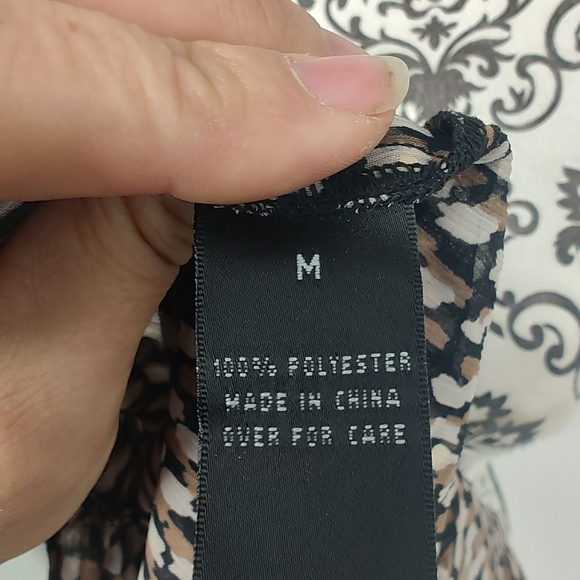 M
100% POLYESTER
MADE IN CHINA
OVER FOR CARE